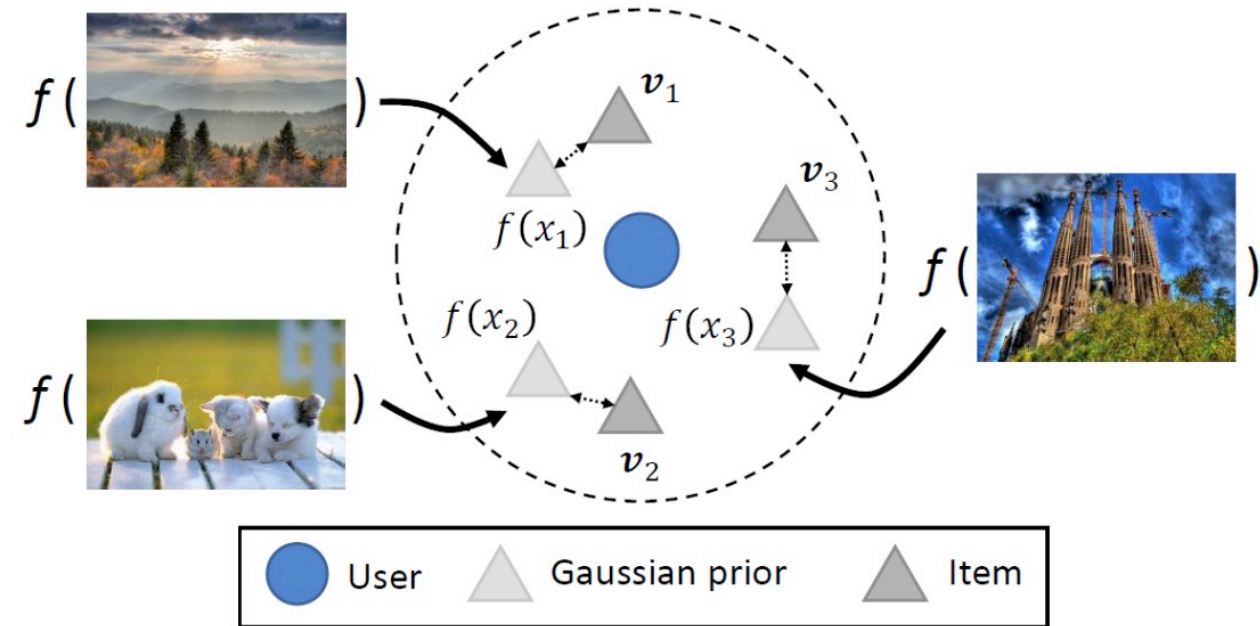 f( )
𝒗₁
f(x₁)
𝒗₃
f( )
f(x₂)
f(x₃)
f( )
𝒗₂
User
Gaussian prior
Item